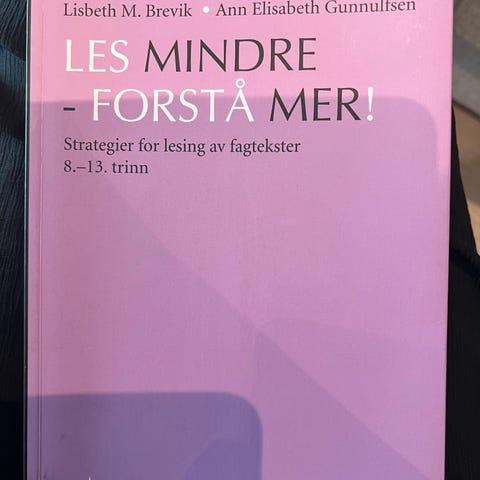 Lisbeth M. Brevik • Ann Elisabeth Gunnulfsen
LES MINDRE
- FORSTÅ MER!
Strategier for lesing av fagtekster
8.–13. trinn